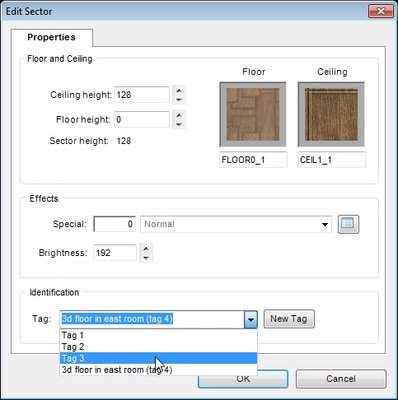 Edit Sector
Properties
Floor and Ceiling
Floor
Ceiling
Ceiling height: 128
Floor height: 0
Sector height: 128
FLOOR0_1
CEIL1_1
Effects
Special: 0 Normal
Brightness: 192
Identification
Tag: 3d floor in east room (tag 4) New Tag
Tag 1
Tag 2
Tag 3
3d floor in east room (tag 4)
OK
Cancel